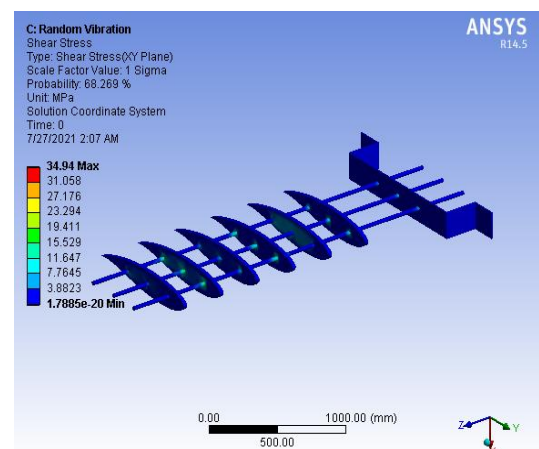 C: Random Vibration
Shear Stress
Type: Shear Stress(XY Plane)
Scale Factor Value: 1 Sigma
Probability: 68.269 %
Unit: MPa
Solution Coordinate System
Time: 0
7/27/2021 2:07 AM
34.94 Max
31.058
27.176
23.294
19.411
15.529
11.647
7.7645
3.8823
1.7885e-20 Min
ANSYS
R14.5
0.00 1000.00 (mm)
500.00
Z Y